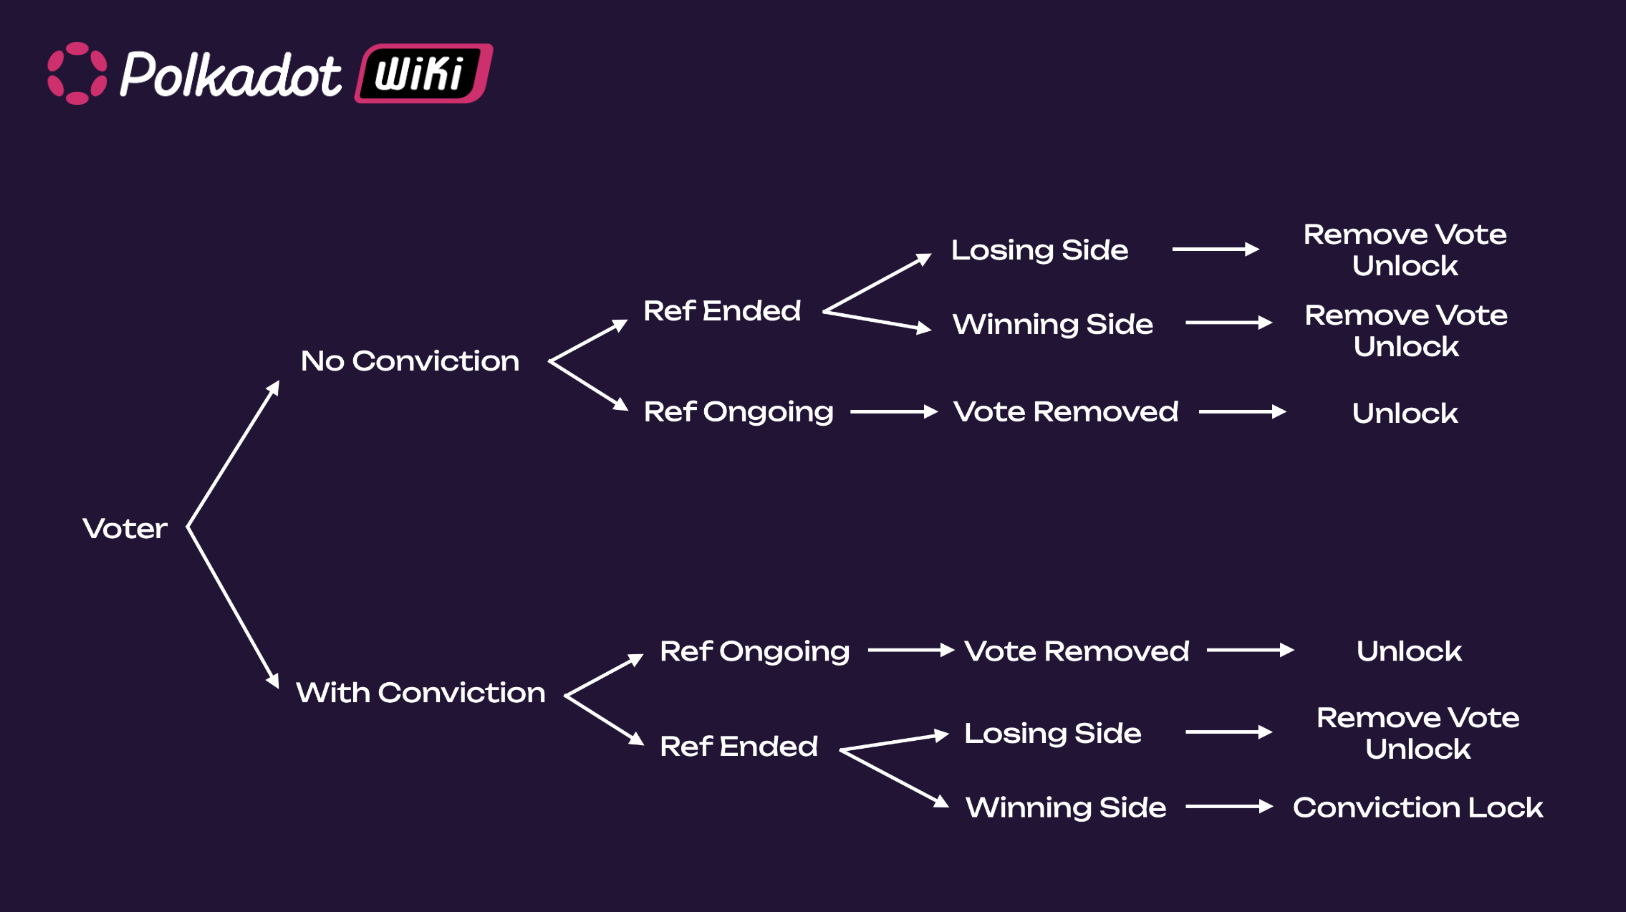 Polkadot WiKi
Losing Side
Remove Vote
Unlock
Ref Ended
Winning Side
Remove Vote
Unlock
No Conviction
Ref Ongoing
Vote Removed
Unlock
Voter
Ref Ongoing
Vote Removed
Unlock
With Conviction
Losing Side
Remove Vote
Unlock
Ref Ended
Winning Side
Conviction Lock